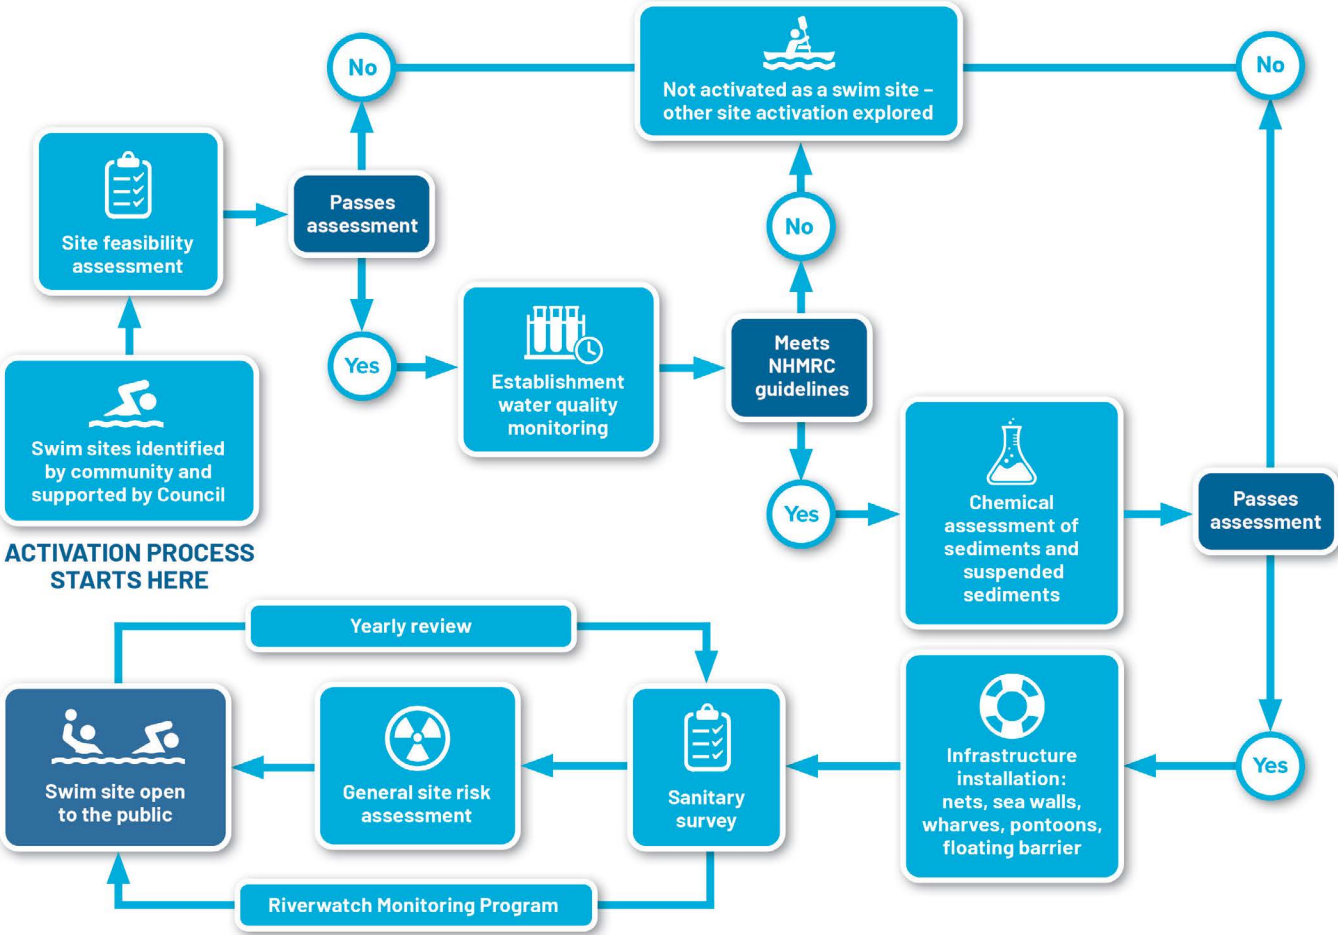 Swim sites identified
by community and
supported by Council
ACTIVATION PROCESS
STARTS HERE
Site feasibility
assessment
Passes
assessment
No
Yes
Not activated as a swim site –
other site activation explored
Establishment
water quality
monitoring
Meets
NHMRC
guidelines
No
Yes
Chemical
assessment of
sediments and
suspended
sediments
Passes
assessment
No
Yes
Infrastructure
installation:
nets, sea walls,
wharves, pontoons,
floating barrier
Sanitary
survey
General site risk
assessment
Swim site open
to the public
Yearly review
Riverwatch Monitoring Program